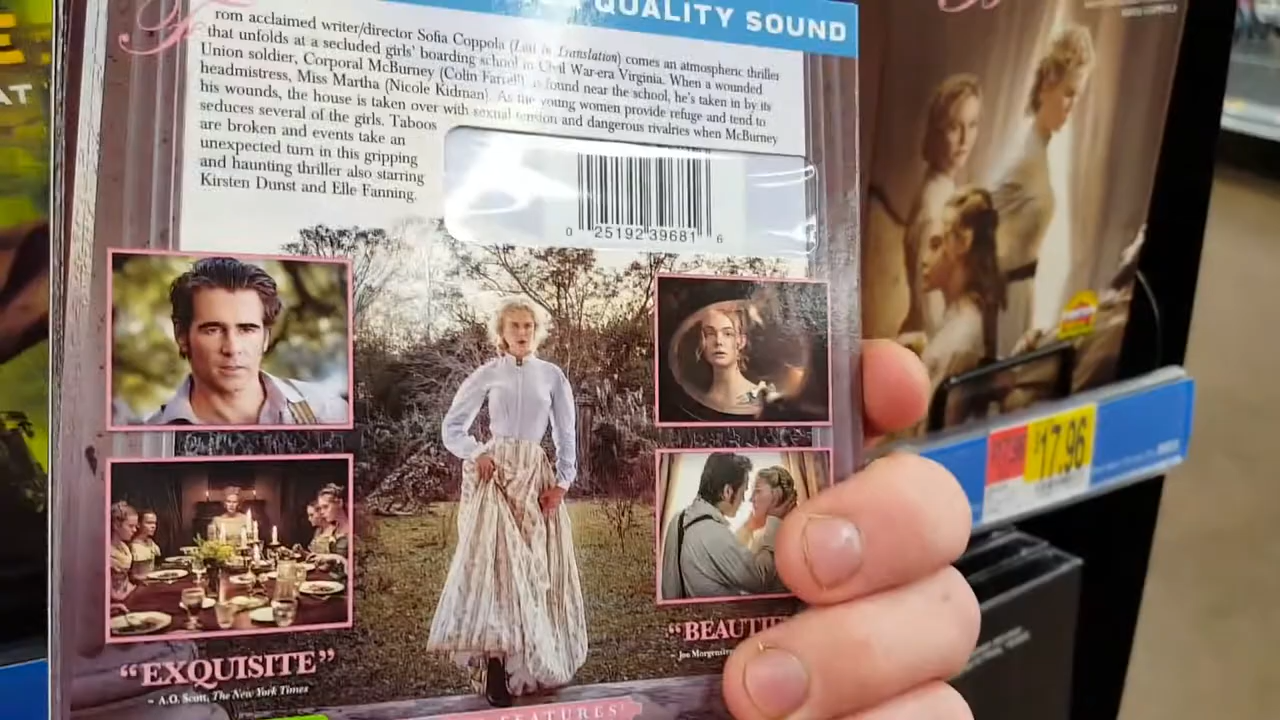 QUALITY SOUND
rom acclaimed writer/director Sofia Coppola (Lost in Translation) comes an atmospheric thriller
that unfolds at a secluded girls' boarding school in Civil War-era Virginia. When a wounded
Union soldier, Corporal McBurney (Colin Farrell), is found near the school, he's taken in by its
headmistress, Miss Martha (Nicole Kidman). As the young women provide refuge and tend to
his wounds, the house is taken over with sexual tension and dangerous rivalries when McBurney
seduces several of the girls. Taboos
are broken and events take an
unexpected turn in this gripping
and haunting thriller also starring
Kirsten Dunst and Elle Fanning.
0 25192 39681 6
17.96
"EXQUISITE"
- A.O. Scott, The New York Times
"BEAUTI
- Joe Morgenster
FEATURES
AT